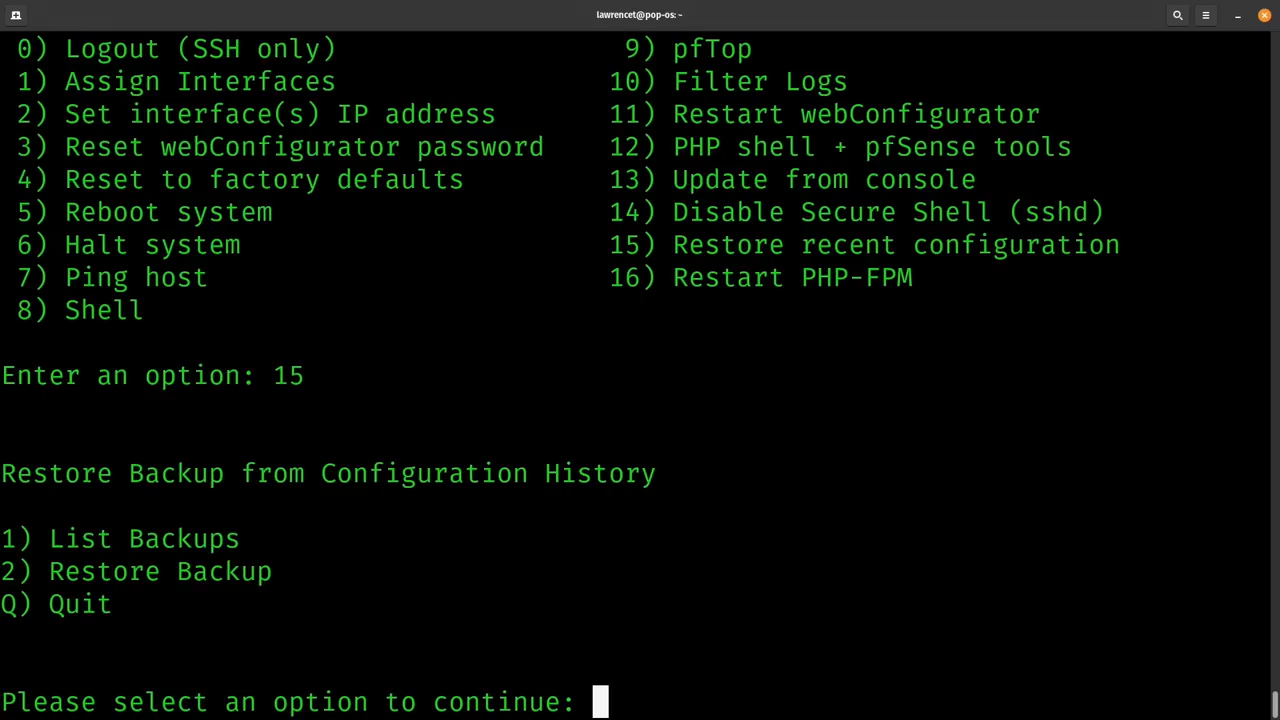 lawrencet@pop-os: ~
0) Logout (SSH only) 9) pfTop
1) Assign Interfaces 10) Filter Logs
2) Set interface(s) IP address 11) Restart webConfigurator
3) Reset webConfigurator password 12) PHP shell + pfSense tools
4) Reset to factory defaults 13) Update from console
5) Reboot system 14) Disable Secure Shell (sshd)
6) Halt system 15) Restore recent configuration
7) Ping host 16) Restart PHP-FPM
8) Shell
Enter an option: 15
Restore Backup from Configuration History
1) List Backups
2) Restore Backup
Q) Quit
Please select an option to continue: